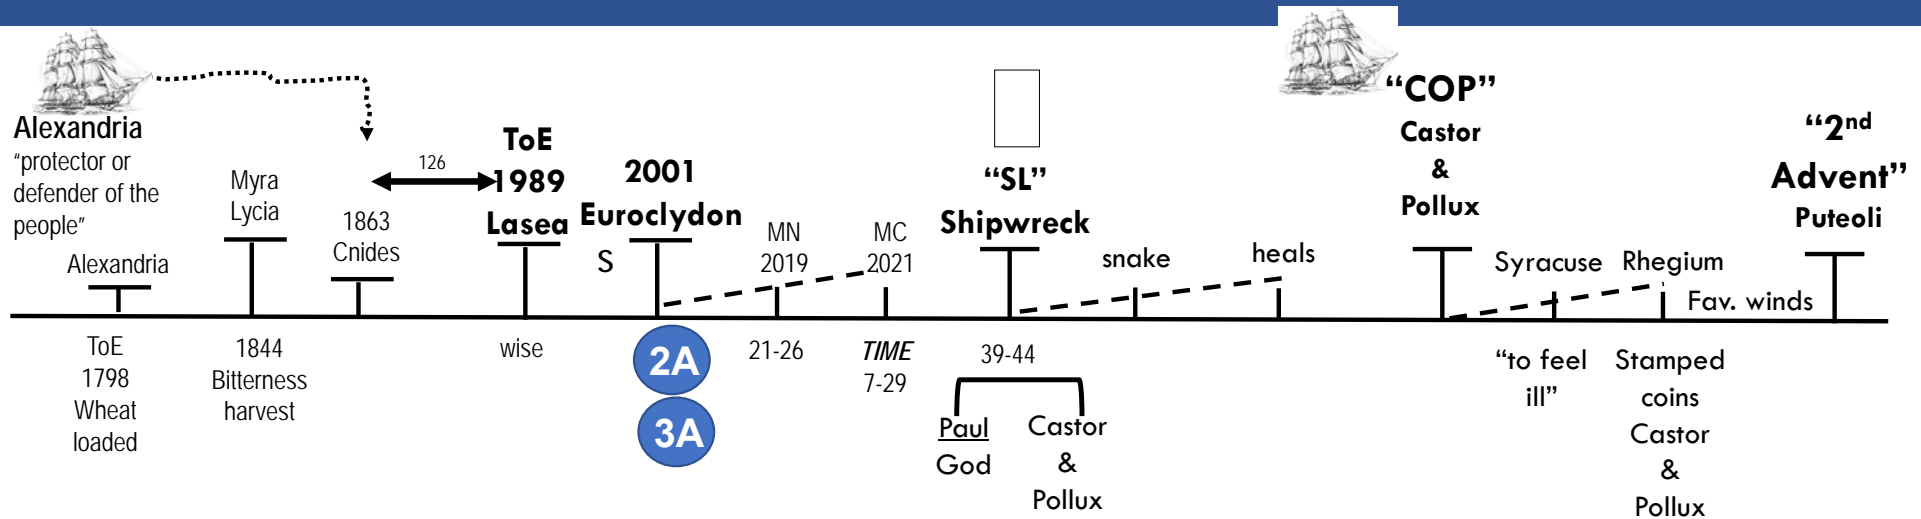 Alexandria
"protector or
defender of the
people"
Alexandria
ToE
1798
Wheat
loaded
Myra
Lycia
1844
Bitterness
harvest
1863
Cnides
126
ToE
1989
Lasea
wise
2001
Euroclydon
S
2A
3A
MN
2019
21-26
MC
2021
TIME
7-29
“SL”
Shipwreck
39-44
Paul
God
Castor
&
Pollux
snake
heals
“COP”
Castor
&
Pollux
Syracuse
“to feel
ill”
Rhegium
Stamped
coins
Castor
&
Pollux
Fav. winds
“2nd
Advent”
Puteoli